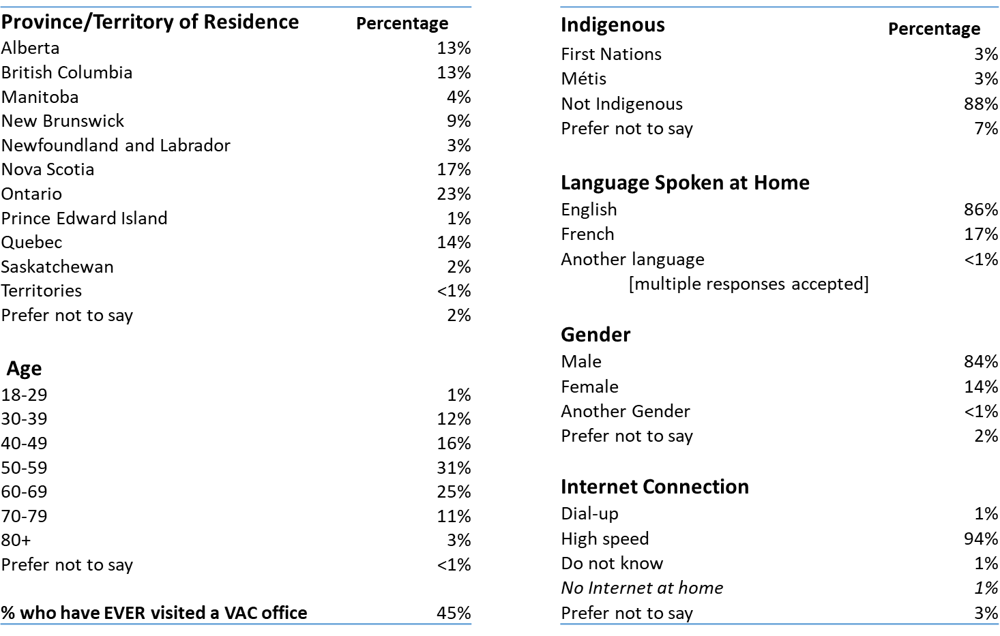 Province/Territory of Residence Percentage
Alberta 13%
British Columbia 13%
Manitoba 4%
New Brunswick 9%
Newfoundland and Labrador 3%
Nova Scotia 17%
Ontario 23%
Prince Edward Island 1%
Quebec 14%
Saskatchewan 2%
Territories <1%
Prefer not to say 2%
Age
18-29 1%
30-39 12%
40-49 16%
50-59 31%
60-69 25%
70-79 11%
80+ 3%
Prefer not to say <1%
% who have EVER visited a VAC office 45%
Indigenous Percentage
First Nations 3%
Métis 3%
Not Indigenous 88%
Prefer not to say 7%
Language Spoken at Home
English 86%
French 17%
Another language <1%
[multiple responses accepted]
Gender
Male 84%
Female 14%
Another Gender <1%
Prefer not to say 2%
Internet Connection
Dial-up 1%
High speed 94%
Do not know 1%
No Internet at home 1%
Prefer not to say 3%